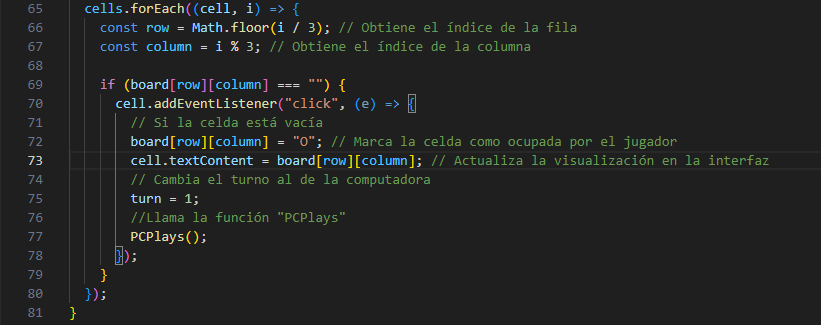 65 cells.forEach((cell, i) => {
66 const row = Math.floor(i / 3); // Obtiene el índice de la fila
67 const column = i % 3; // Obtiene el índice de la columna
68
69 if (board[row][column] === "") {
70 cell.addEventListener("click", (e) => {
71 // Si la celda está vacía
72 board[row][column] = "O"; // Marca la celda como ocupada por el jugador
73 cell.textContent = board[row][column]; // Actualiza la visualización en la interfaz
74 // Cambia el turno al de la computadora
75 turn = 1;
76 //Llama la función "PCPlays"
77 PCPlays();
78 });
79 }
80 });
81 }